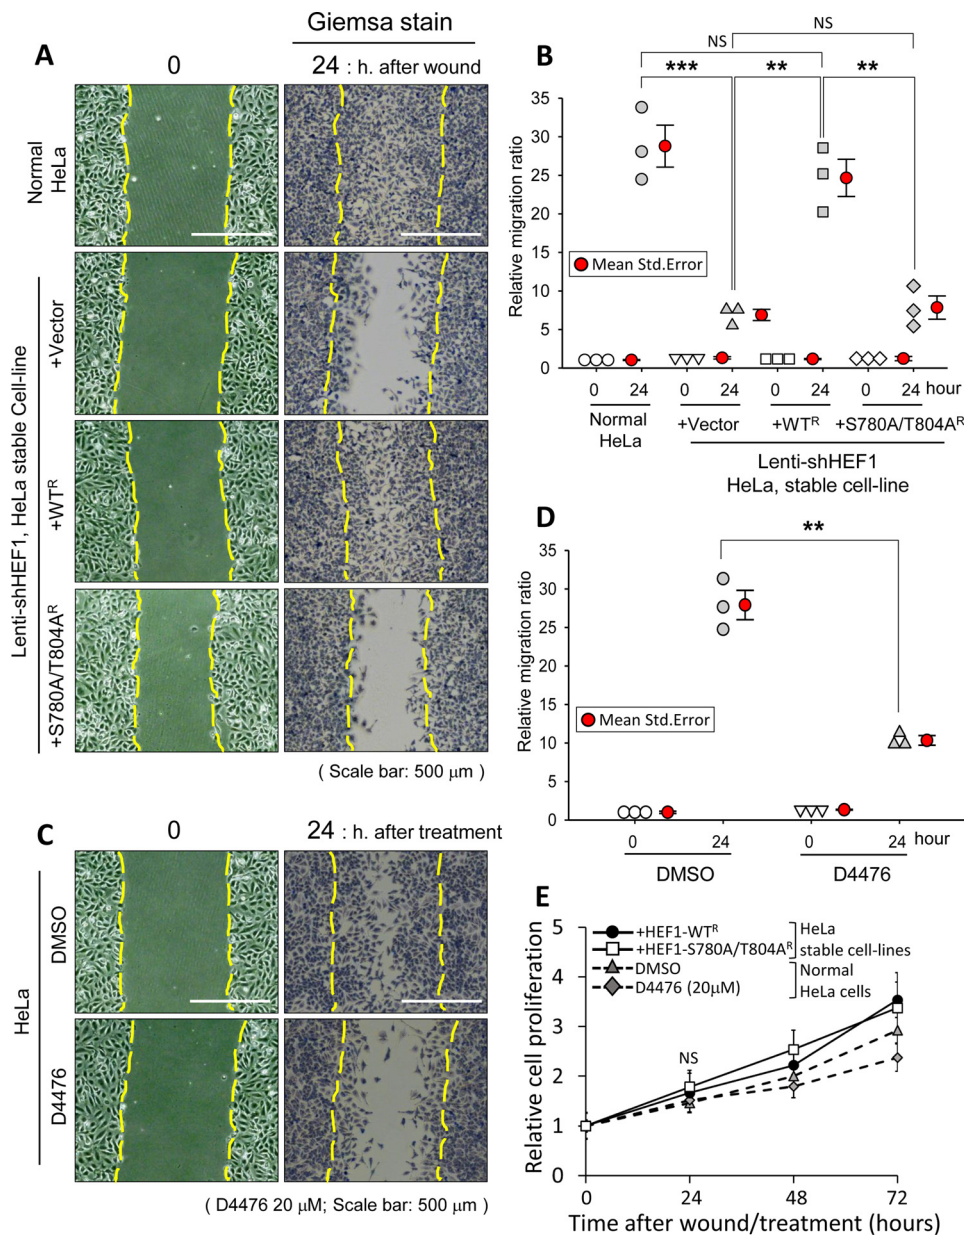 A
Giemsa stain
0
24 : h. after wound
Normal
HeLa
Lenti-shHEF1, HeLa stable Cell-line
+Vector
+WTᴿ
+S780A/T804Aᴿ
( Scale bar: 500 μm )
B
NS
NS
***
**
**
Relative migration ratio
35
30
25
20
15
10
5
0
Mean Std.Error
0
24
0
24
0
24
0
24
hour
Normal
HeLa
+Vector
+WTᴿ
+S780A/T804Aᴿ
Lenti-shHEF1
HeLa, stable cell-line
C
0
24 : h. after treatment
HeLa
DMSO
D4476
( D4476 20 μM; Scale bar: 500 μm )
D
**
Relative migration ratio
35
30
25
20
15
10
5
0
Mean Std.Error
0
24
0
24
hour
DMSO
D4476
E
Relative cell proliferation
5
4
3
2
1
0
+HEF1-WTᴿ
+HEF1-S780A/T804Aᴿ
HeLa
stable cell-lines
DMSO
D4476 (20μM)
Normal
HeLa cells
NS
0
24
48
72
Time after wound/treatment (hours)